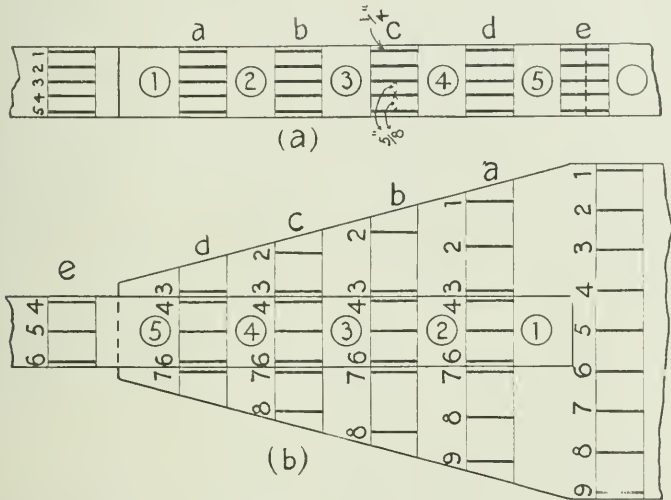 a b c d e
1"/4
1 2 3 4 5
① ② ③ ④ ⑤
"5/8
(a)
a
b
c
d
e
1 2 3 4 5 6 7 8 9
1 2 3 4 6 7 8 9
2 3 4 6 7 8
2 3 4 6 7 8
3 4 6 7
4 5 6
⑤ ④ ③ ② ①
(b)